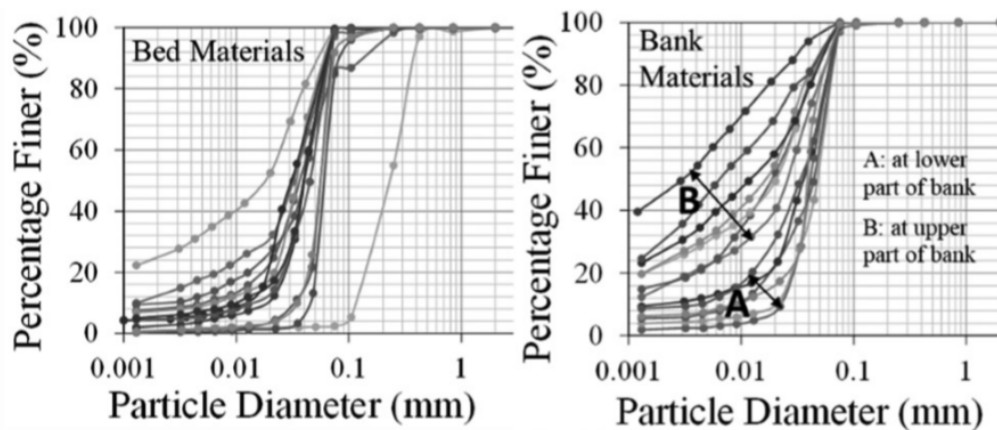 Percentage Finer (%)
100
80
60
40
20
0
Bed Materials
0.001
0.01
0.1
1
Particle Diameter (mm)
Percentage Finer (%)
100
80
60
40
20
0
Bank
Materials
B
A
A: at lower
part of bank
B: at upper
part of bank
0.001
0.01
0.1
1
Particle Diameter (mm)